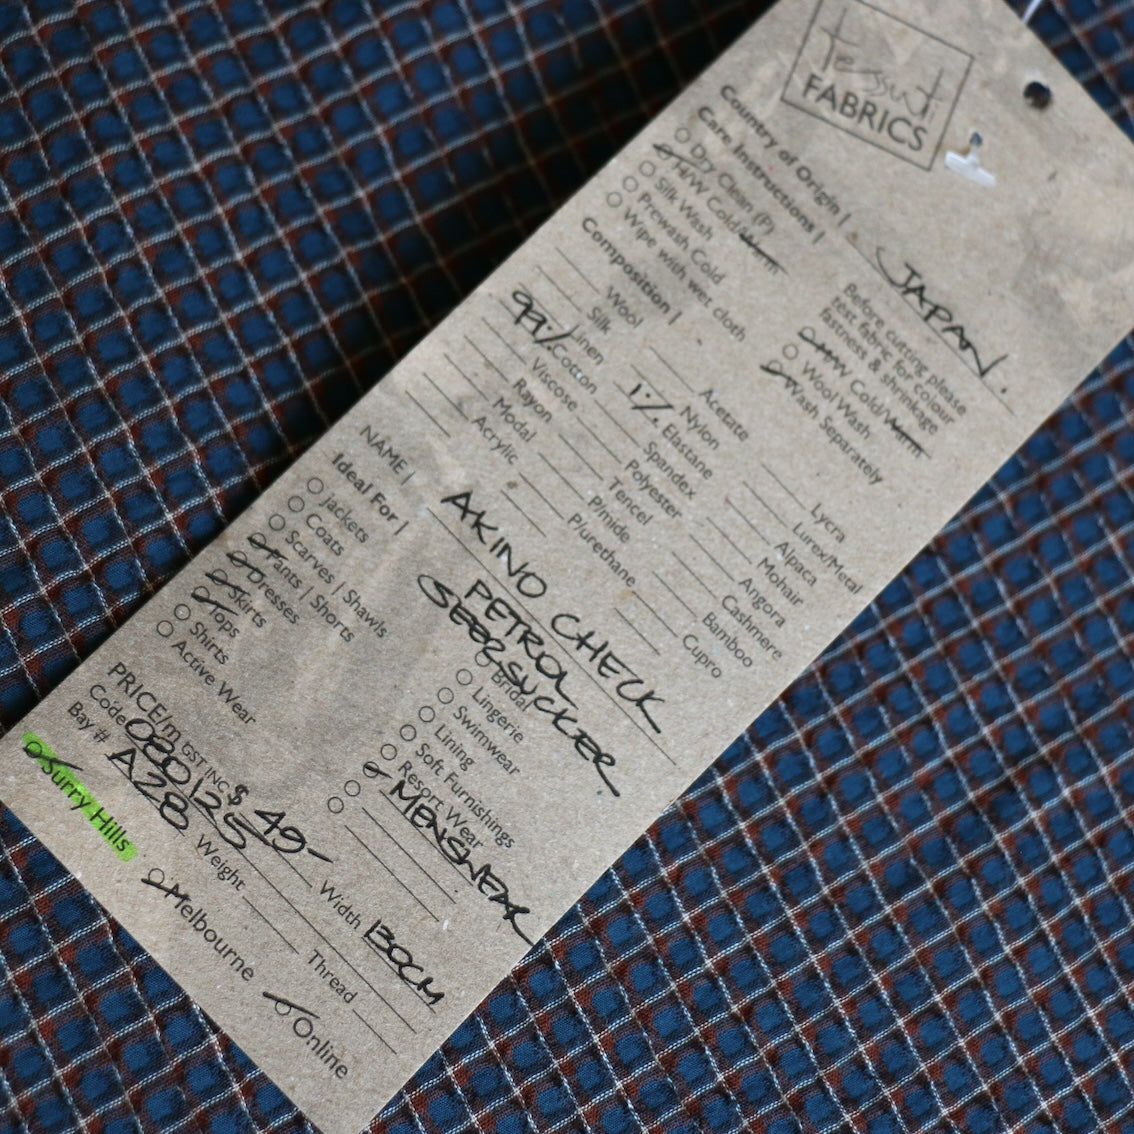 Tessuti
FABRICS
Country of Origin | JAPAN.
Care Instructions |
Dry Clean (P)
H/W Cold/Warm
Silk Wash
Prewash Cold
Wipe with wet cloth
Before cutting please
test fabric for colour
fastness & shrinkage
M/W Cold/Warm
Wool Wash
Wash Separately
Composition |
Wool
Silk
Linen
99% Cotton
Viscose
Rayon
Modal
Acrylic
Acetate
Nylon
1% Elastane
Spandex
Polyester
Tencel
P/mide
P/urethane
Lycra
Lurex/Metal
Alpaca
Mohair
Angora
Cashmere
Bamboo
Cupro
NAME | AKINO CHECK
PETROL
SEERSUCKER
Ideal For |
Jackets
Coats
Scarves | Shawls
Pants | Shorts
Dresses
Skirts
Tops
Shirts
Active Wear
Bridal
Lingerie
Swimwear
Lining
Soft Furnishings
Resort Wear
MENSWEAR
PRICE/m GST INC $ 49-
Code 080125
Bay # A28
Width 130CM
Weight
Thread
Surry Hills
Melbourne
Online